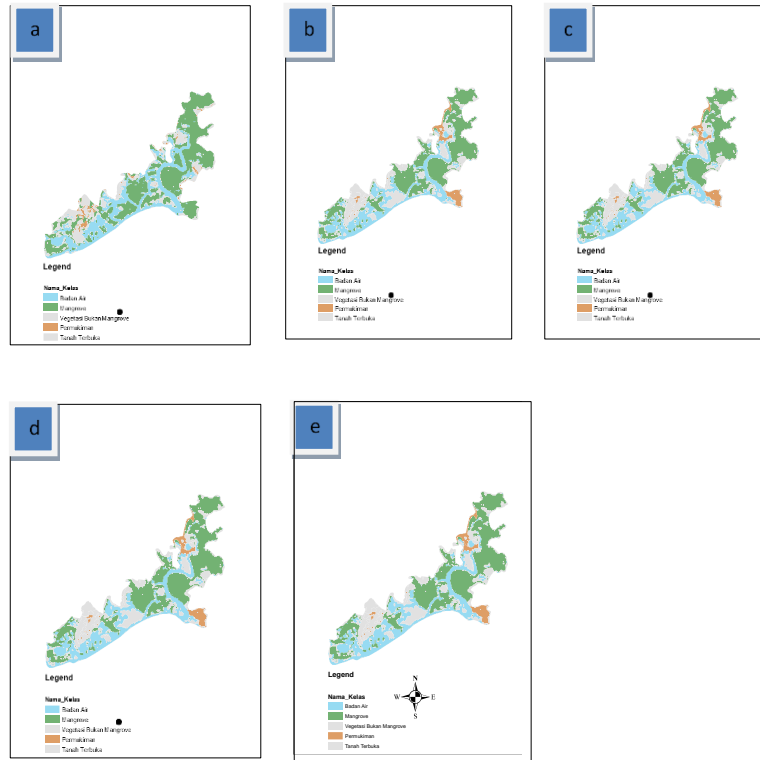 a
Legend
Nama_Kelas
Badan Air
Mangrove
Vegetasi Bukan Mangrove
Permukiman
Tanah Terbuka
b
Legend
Nama_Kelas
Badan Air
Mangrove
Vegetasi Bukan Mangrove
Permukiman
Tanah Terbuka
c
Legend
Nama_Kelas
Badan Air
Mangrove
Vegetasi Bukan Mangrove
Permukiman
Tanah Terbuka
d
Legend
Nama_Kelas
Badan Air
Mangrove
Vegetasi Bukan Mangrove
Permukiman
Tanah Terbuka
e
Legend
Nama_Kelas
Badan Air
Mangrove
Vegetasi Bukan Mangrove
Permukiman
Tanah Terbuka
N
W E
S